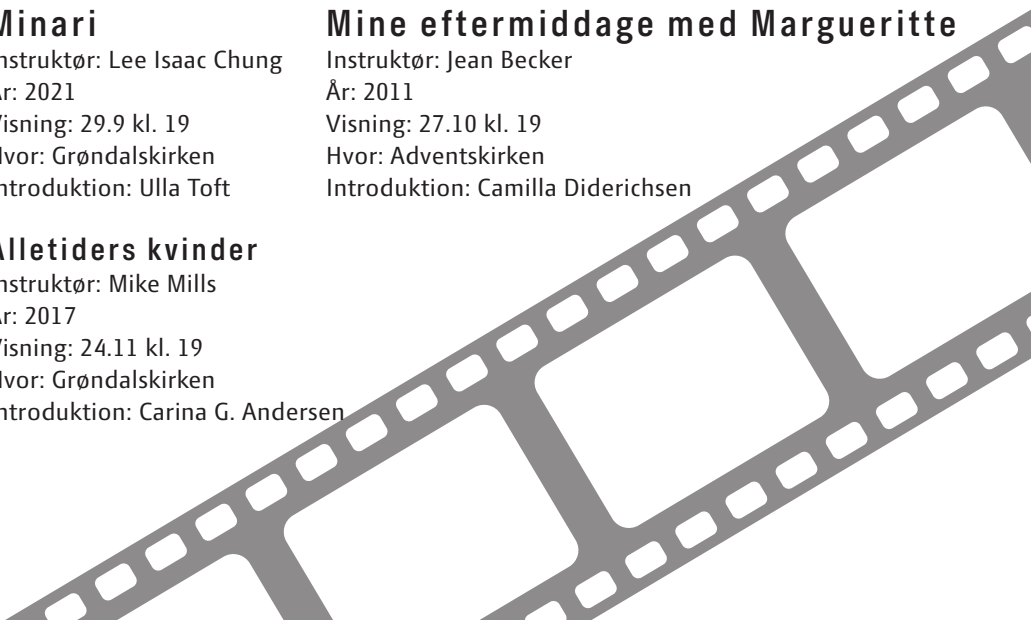 Minari
Instruktør: Lee Isaac Chung
År: 2021
Visning: 29.9 kl. 19
Hvor: Grøndalskirken
Introduktion: Ulla Toft
Mine eftermiddage med Margueritte
Instruktør: Jean Becker
År: 2011
Visning: 27.10 kl. 19
Hvor: Adventskirken
Introduktion: Camilla Diderichsen
Alletiders kvinder
Instruktør: Mike Mills
År: 2017
Visning: 24.11 kl. 19
Hvor: Grøndalskirken
Introduktion: Carina G. Andersen